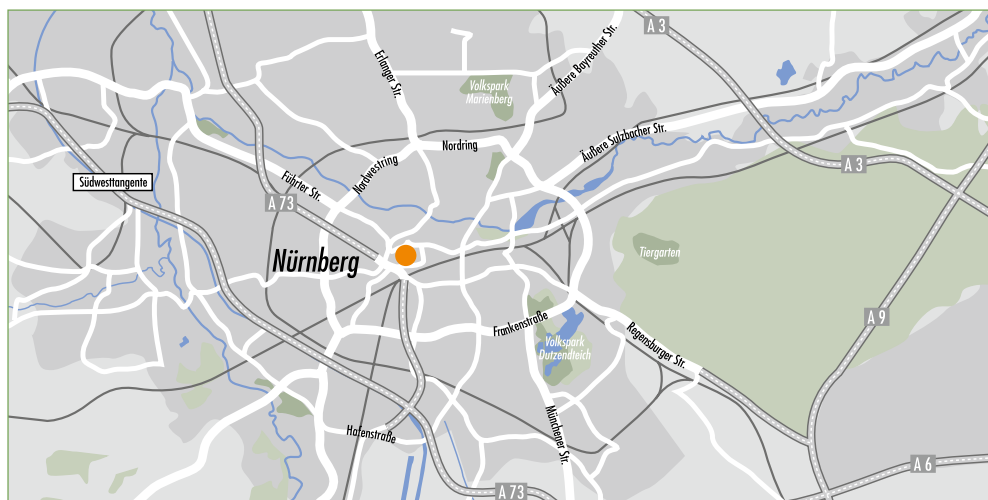 A 3
Erlanger Str.
Äußere Bayreuther Str.
Volkspark
Marienberg
Äußere Sulzbacher Str.
Nordring
Nordwestring
A 3
Südwesttangente
Führter Str.
A 73
Nürnberg
Tiergarten
A 9
Frankenstraße
Regensburger Str.
Volkspark
Dutzendteich
Münchener Str.
Hafenstraße
A 6
A 73